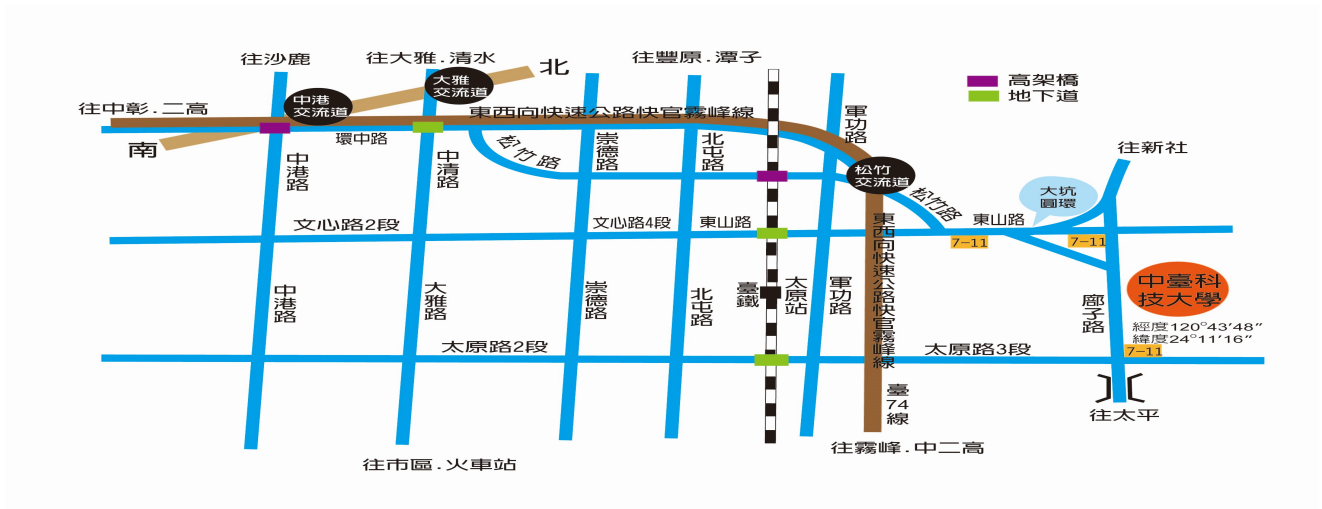 往沙鹿
往大雅.清水
往豐原.潭子
北
大雅
交流道
中港
交流道
往中彰.二高
東西向快速公路快官霧峰線
高架橋
地下道
南
環中路
軍功路
松竹路
崇德路
北屯路
中港路
中清路
往新社
松竹
交流道
大坑
圓環
松竹路
文心路2段
文心路4段
東山路
東山路
7-11
7-11
東西向快速公路快官霧峰線
中港路
大雅路
崇德路
北屯路
臺鐵
太原站
軍功路
廍子路
中臺科
技大學
經度120°43′48″
緯度24°11′16″
太原路2段
太原路3段
7-11
臺74線
往太平
往霧峰.中二高
往市區.火車站